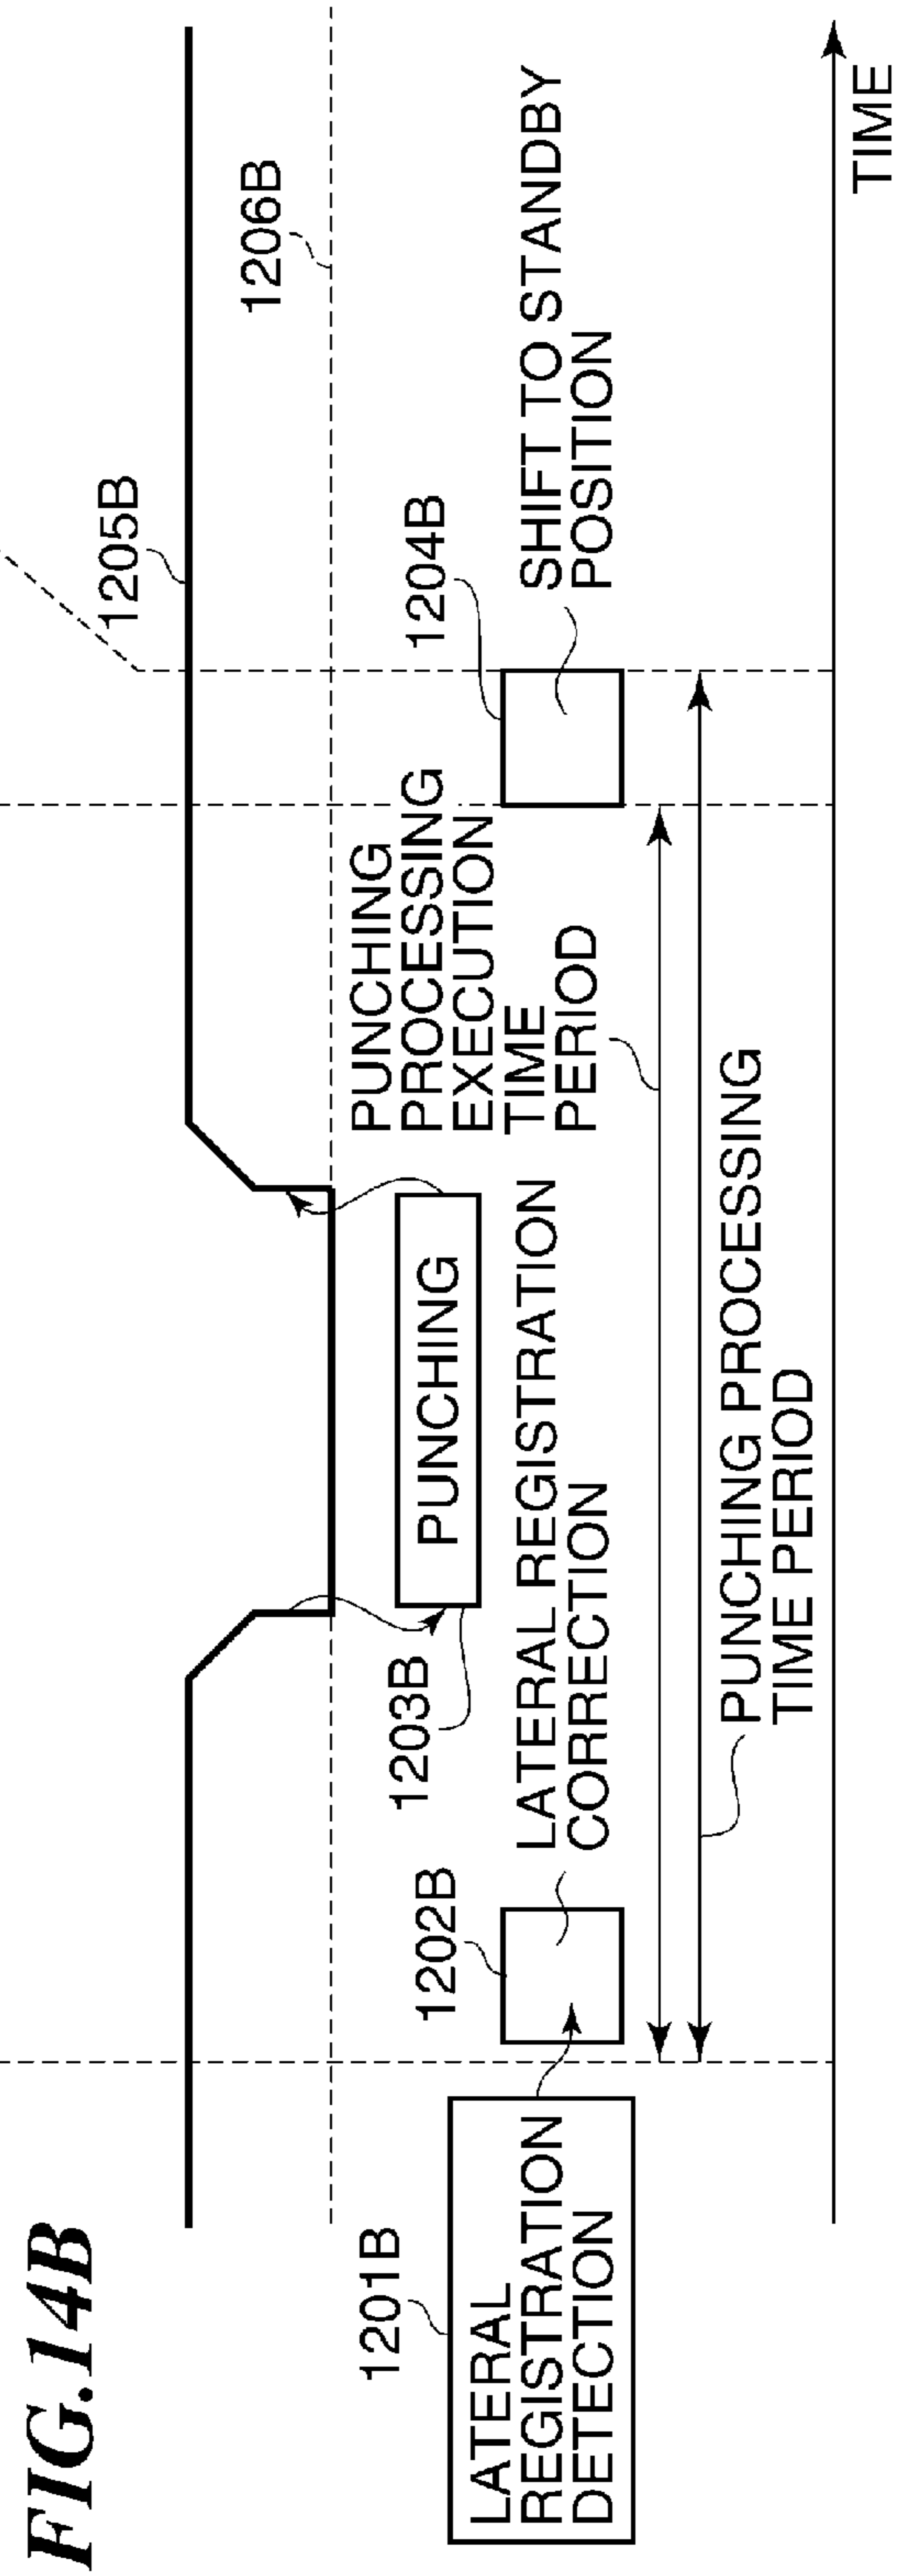 FIG.14B
1205B
1206B
1201B
LATERAL
REGISTRATION
DETECTION
1202B
LATERAL REGISTRATION
CORRECTION
1203B
PUNCHING
PUNCHING
PROCESSING
EXECUTION
TIME
PERIOD
1204B
SHIFT TO STANDBY
POSITION
PUNCHING PROCESSING
TIME PERIOD
TIME